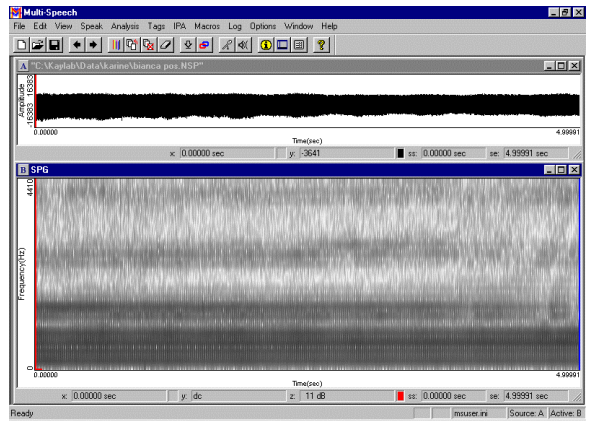 Multi-Speech
File Edit View Speak Analysis Tags IPA Macros Log Options Window Help
A "C:\Kaylab\Data\karine\bianca pos.NSP"
Amplitude
-16383 16383
0.00000 4.99991
Time(sec)
x: 0.00000 sec y: -3641 ss: 0.00000 sec se: 4.99991 sec
B SPG
Frequency(Hz)
0 4410
0.00000 4.99991
Time(sec)
x: 0.00000 sec y: dc z: 11 dB ss: 0.00000 sec se: 4.99991 sec
Ready msuser.ini Source: A Active: B